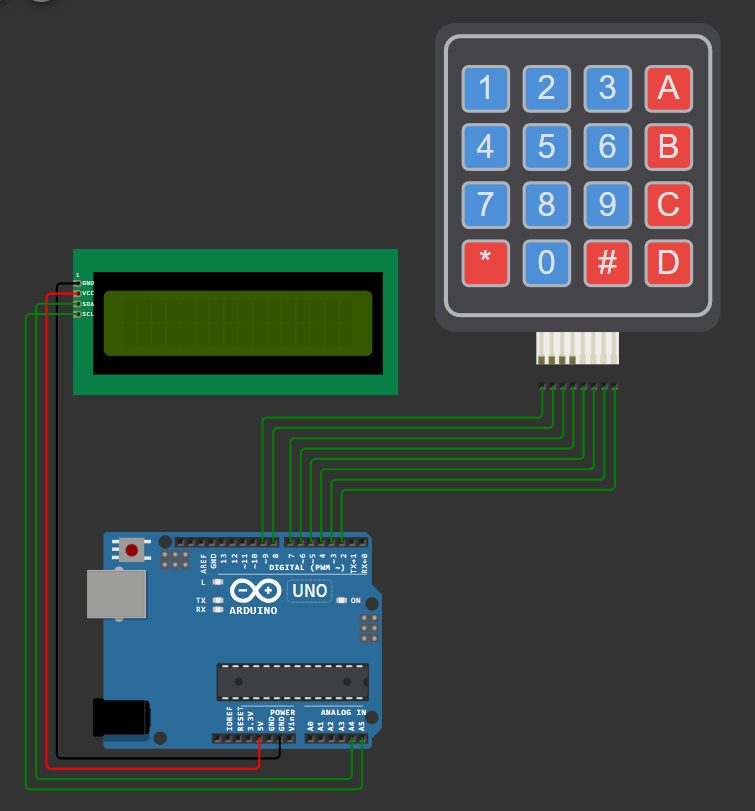 1 2 3 A
4 5 6 B
7 8 9 C
* 0 # D
1
GND
VCC
SDA
SCL
AREF
GND
13
12
~11
~10
~9
8
7
~6
~5
4
~3
2
TX→1
RX←0
DIGITAL (PWM ~)
L
TX
RX
UNO
ON
ARDUINO
POWER
ANALOG IN
IOREF
RESET
3.3V
5V
GND
GND
Vin
A0
A1
A2
A3
A4
A5